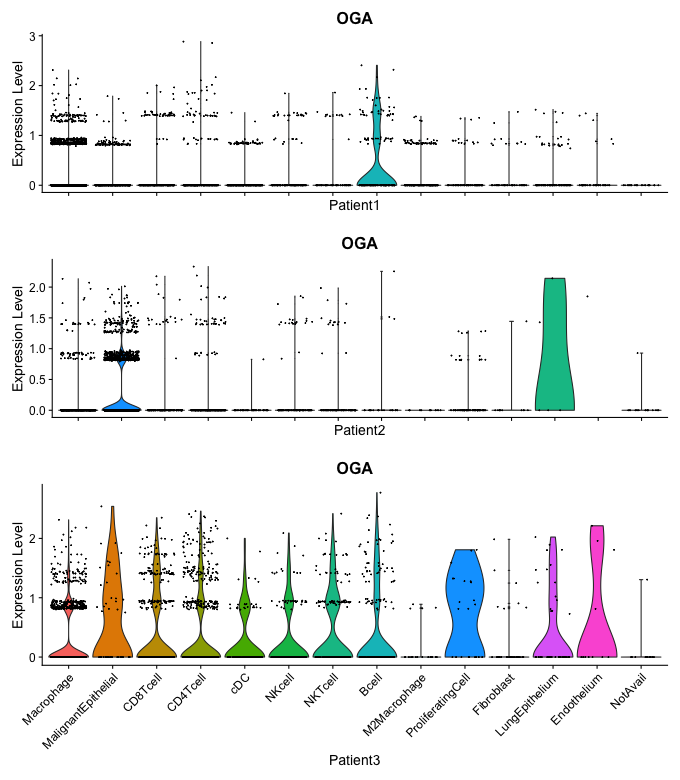 OGA
Expression Level
3
2
1
0
Patient1
OGA
Expression Level
2.0
1.5
1.0
0.5
0.0
Patient2
OGA
Expression Level
2
1
0
Macrophage
MalignantEpithelial
CD8Tcell
CD4Tcell
cDC
NKcell
NKTcell
Bcell
M2Macrophage
ProliferatingCell
Fibroblast
LungEpithelium
Endothelium
NotAvail
Patient3